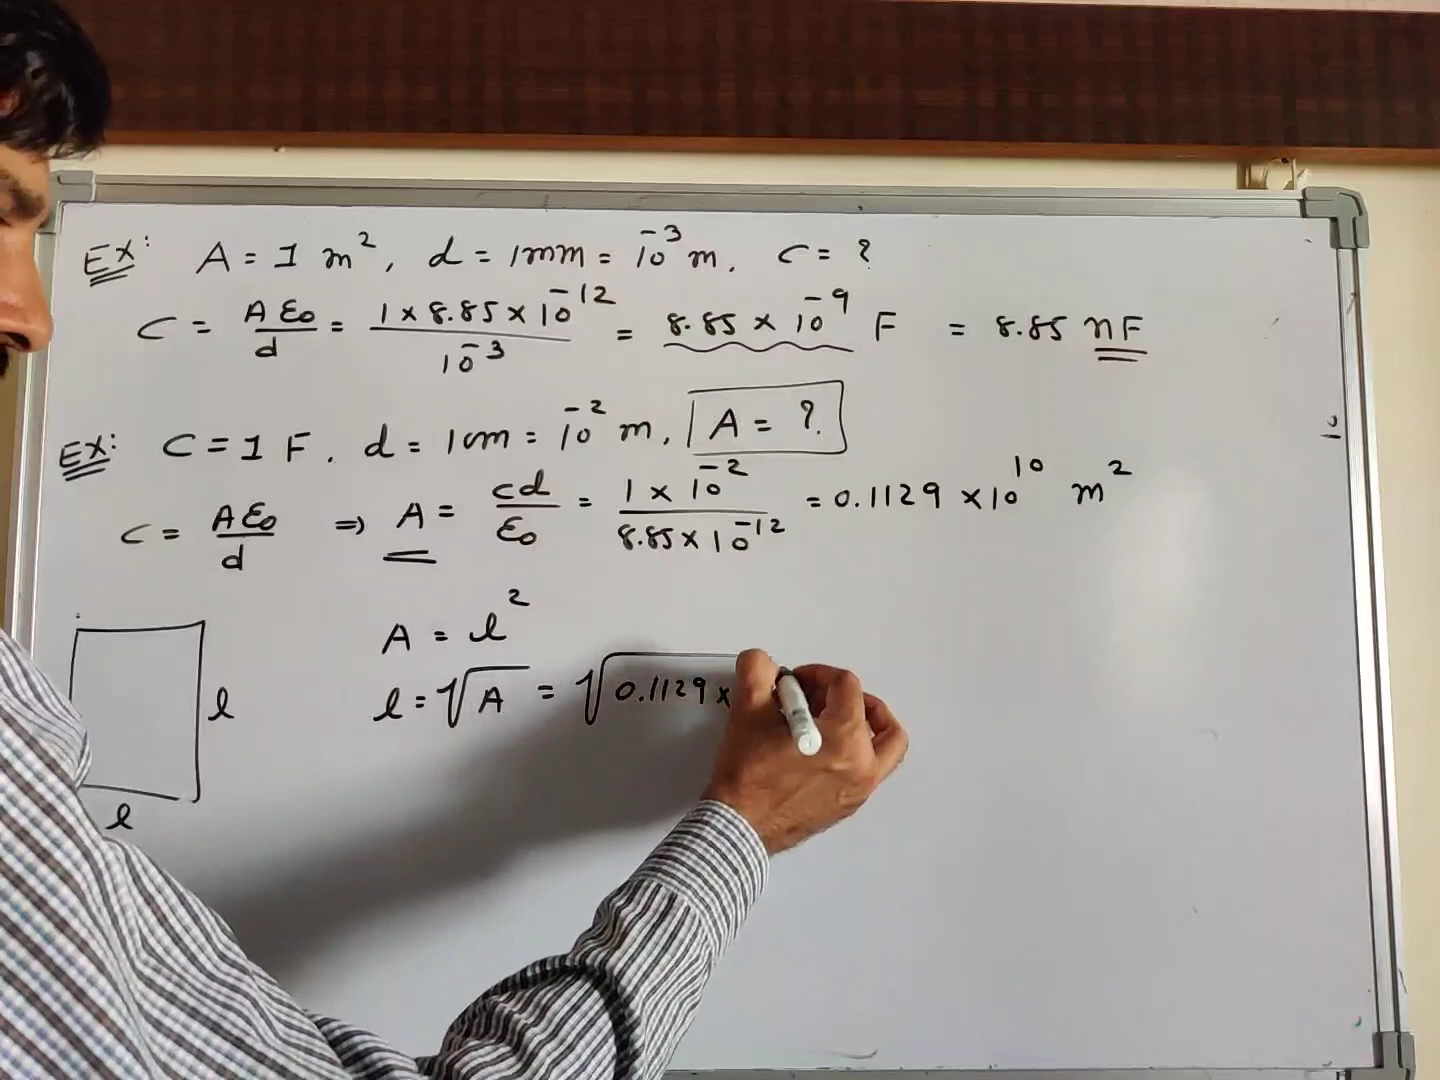 Ex: A = 1 m², d = 1mm = 10⁻³ m. C = ?
C = Aε₀/d = 1 × 8.85 × 10⁻¹²/10⁻³ = 8.85 × 10⁻⁹ F = 8.85 nF
Ex: C = 1 F. d = 1cm = 10⁻² m, A = ?
C = Aε₀/d ⇒ A = cd/ε₀ = 1 × 10⁻²/8.85 × 10⁻¹² = 0.1129 × 10¹⁰ m²
A = l²
l = √A = √0.1129 ×
l
l